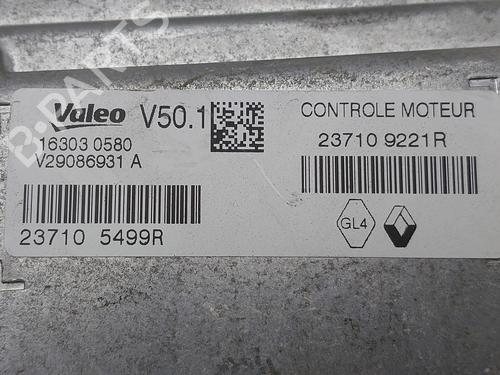 B-PARTS
Valeo V50.1
16303 0580
V29086931 A
23710 5499R
CONTROLE MOTEUR
23710 9221R
GL4